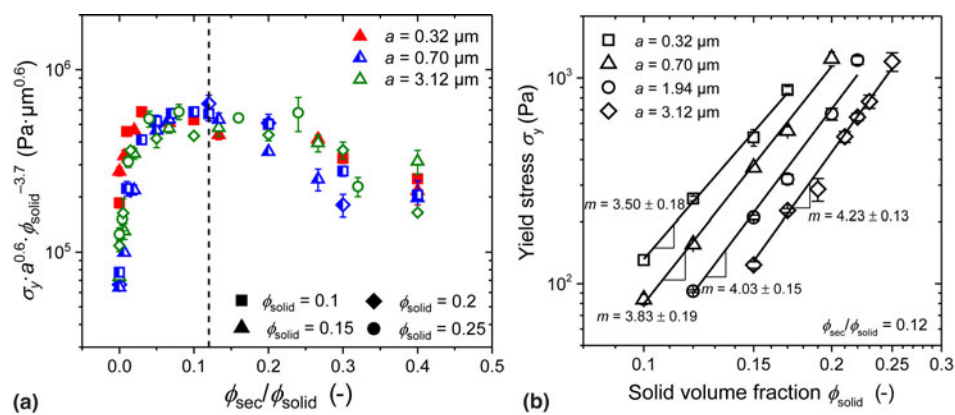 a = 0.32 μm
a = 0.70 μm
a = 3.12 μm
10⁶
10⁵
σy·a^0.6·ϕsolid^−3.7 (Pa·μm^0.6)
ϕsolid = 0.1
ϕsolid = 0.2
ϕsolid = 0.15
ϕsolid = 0.25
0.0 0.1 0.2 0.3 0.4 0.5
(a)
ϕsec/ϕsolid (-)
a = 0.32 μm
a = 0.70 μm
a = 1.94 μm
a = 3.12 μm
10³
10²
Yield stress σy (Pa)
m = 3.50 ± 0.18
m = 4.23 ± 0.13
m = 4.03 ± 0.15
m = 3.83 ± 0.19
ϕsec/ϕsolid = 0.12
0.1 0.15 0.2 0.25 0.3
(b)
Solid volume fraction ϕsolid (-)